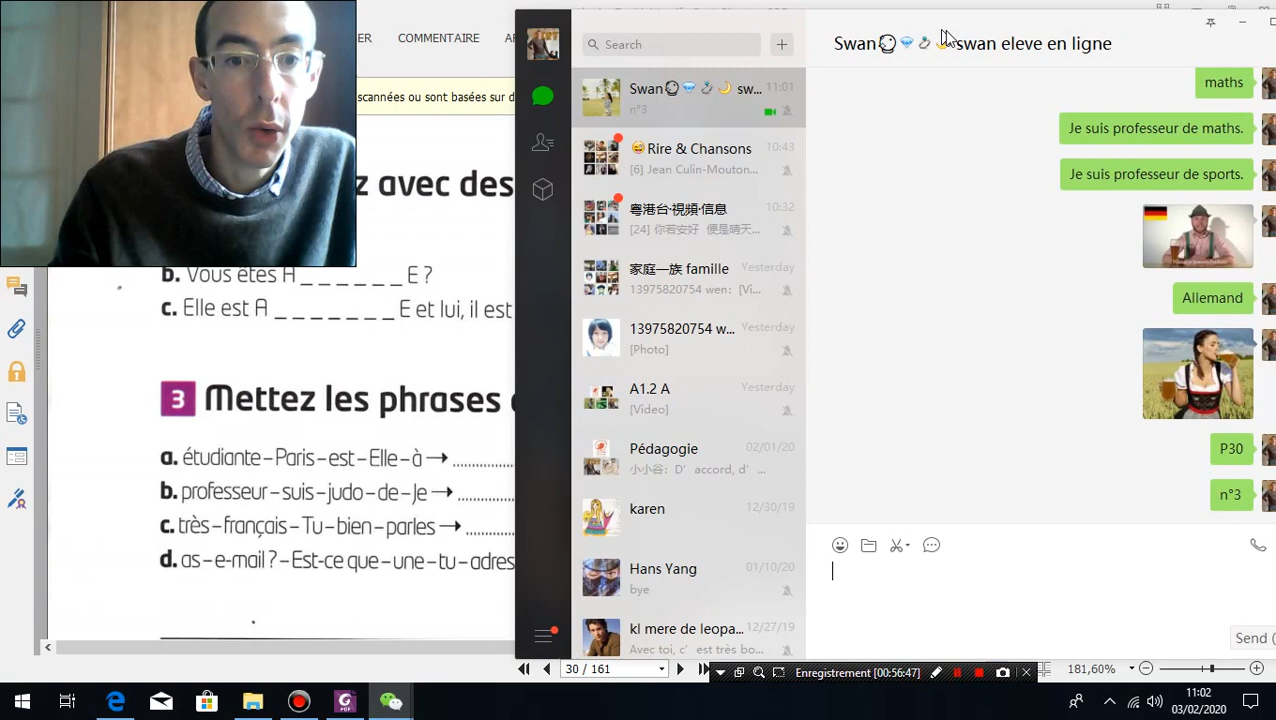 ER
COMMENTAIRE
PARTAGER
scannées ou sont basées sur d
z avec des
b. Vous êtes A _ _ _ _ _ _ E ?
c. Elle est A _ _ _ _ _ _ _ E et lui, il est
3 Mettez les phrases
a. étudiante – Paris – est – Elle – à →
b. professeur – suis – judo – de – Je →
c. très – français – Tu – bien – parles →
d. as – e-mail ? – Est-ce que – une – tu – adres
Search
Swan sw...
11:01
n°3
Rire & Chansons
10:43
[6] Jean Culin-Mouton...
粵港台·視頻·信息
10:32
[24] 你若安好 便是晴天...
家庭一族 famille
Yesterday
13975820754 wen: [Vi...
13975820754 w...
Yesterday
[Photo]
A1.2 A
Yesterday
[Video]
Pédagogie
02/01/20
小小谷: D'accord, d'...
karen
12/30/19
Hans Yang
01/10/20
bye
kl mere de leopa...
12/27/19
Avec toi, c'est très bo...
Swan swan eleve en ligne
maths
Je suis professeur de maths.
Je suis professeur de sports.
Allemand
P30
n°3
Send (
30 / 161
181,60%
Enregistrement [00:56:47]
11:02
03/02/2020